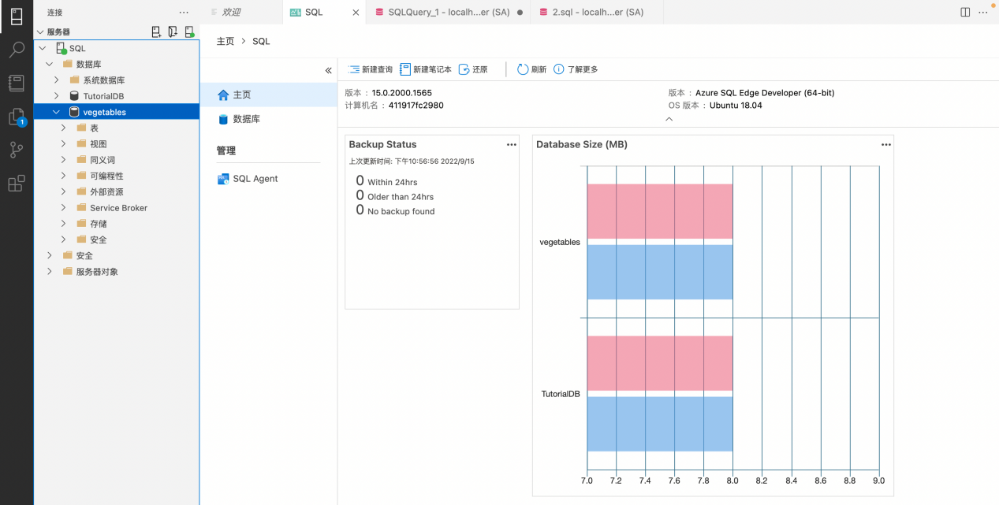 连接
欢迎
SQL
SQLQuery_1 - localh...er (SA)
2.sql - localh...er (SA)
服务器
SQL
数据库
系统数据库
TutorialDB
vegetables
表
视图
同义词
可编程性
外部资源
Service Broker
存储
安全
安全
服务器对象
1
主页 > SQL
主页
数据库
管理
SQL Agent
新建查询 新建笔记本 还原 刷新 了解更多
版本 : 15.0.2000.1565
计算机名 : 411917fc2980
版本 : Azure SQL Edge Developer (64-bit)
OS 版本 : Ubuntu 18.04
Backup Status
上次更新时间: 下午10:56:56 2022/9/15
0 Within 24hrs
0 Older than 24hrs
0 No backup found
Database Size (MB)
vegetables
TutorialDB
7.0 7.2 7.4 7.6 7.8 8.0 8.2 8.4 8.6 8.8 9.0